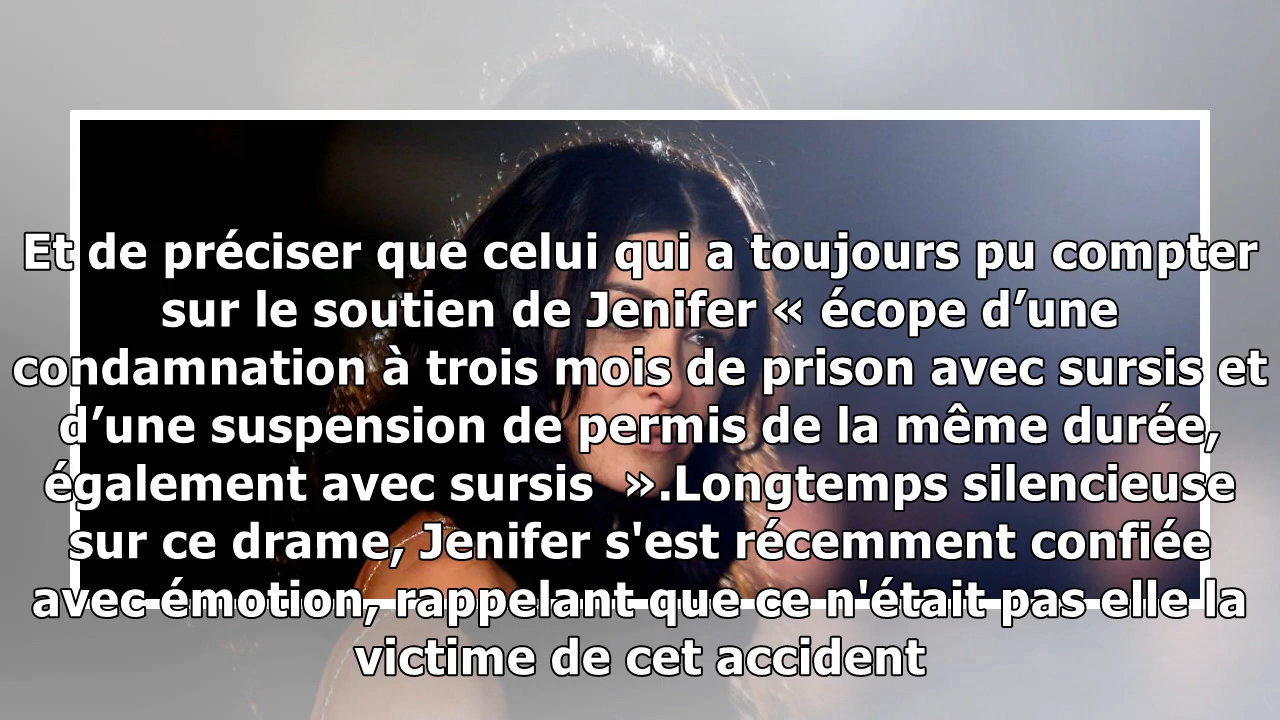 Et de préciser que celui qui a toujours pu compter
sur le soutien de Jenifer « écope d’une
condamnation à trois mois de prison avec sursis et
d’une suspension de permis de la même durée,
également avec sursis  ».Longtemps silencieuse
sur ce drame, Jenifer s'est récemment confiée
avec émotion, rappelant que ce n'était pas elle la
victime de cet accident